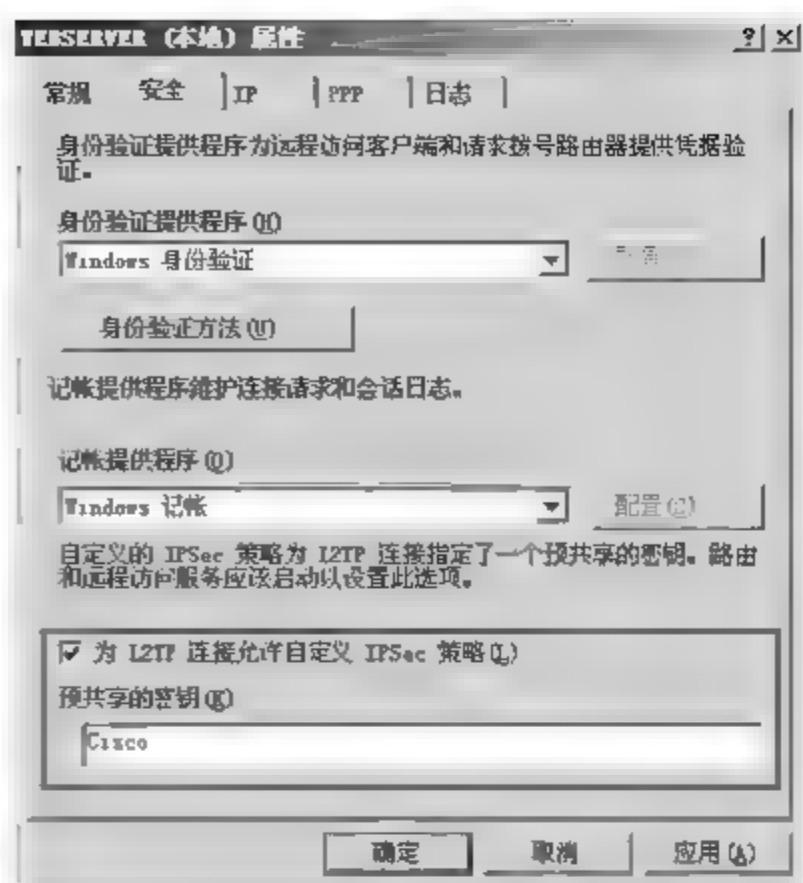 WEBSERVER (本地) 属性
常规 安全 IP PPP 日志
身份验证提供程序为远程访问客户端和请求拨号路由器提供凭据验
证。
身份验证提供程序(H)
Windows 身份验证
身份验证方法(U)
记帐提供程序维护连接请求和会话日志。
记帐提供程序(O)
Windows 记帐
配置(G)
自定义的 IPSec 策略为 L2TP 连接指定了一个预共享的密钥。路由
和远程访问服务应该启动以设置此选项。
为 L2TP 连接允许自定义 IPSec 策略(L)
预共享的密钥(K)
Cisco
确定 取消 应用(A)